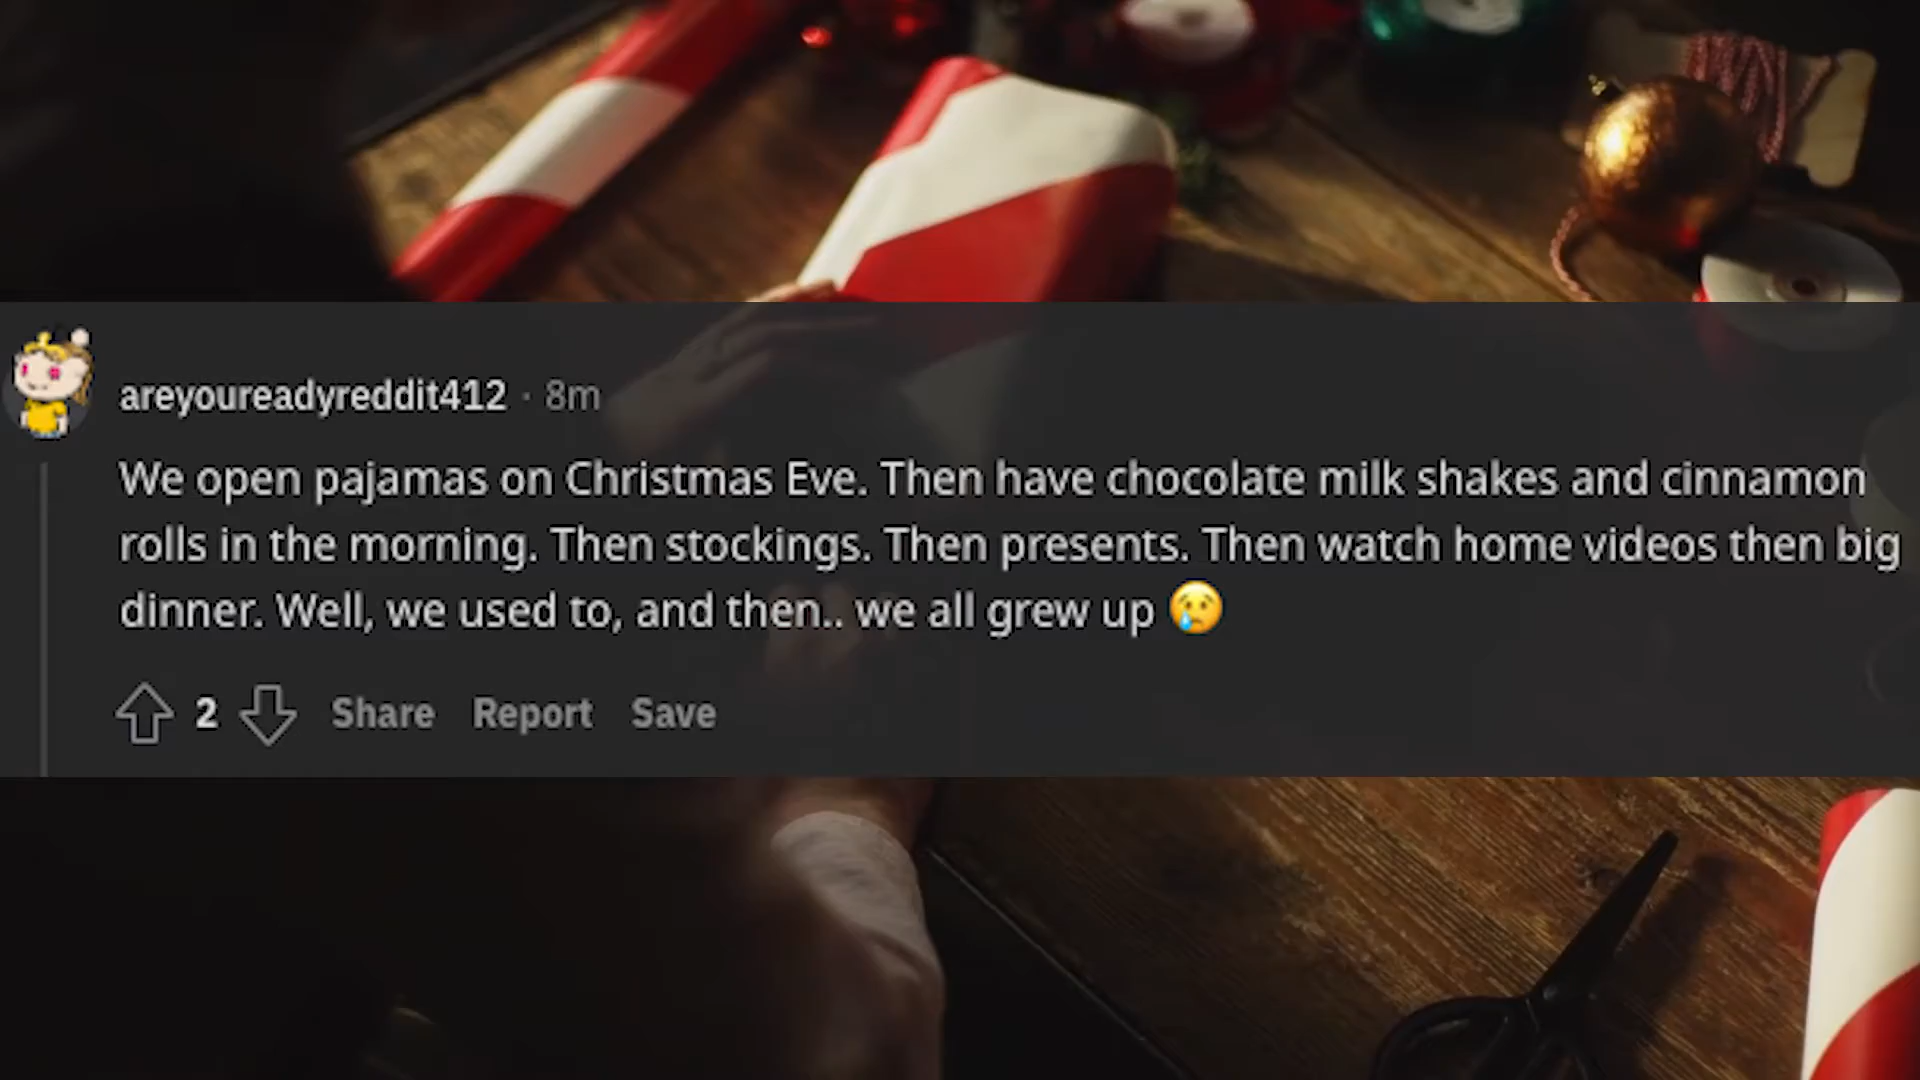 areyoureadyreddit412 · 8m
We open pajamas on Christmas Eve. Then have chocolate milk shakes and cinnamon
rolls in the morning. Then stockings. Then presents. Then watch home videos then big
dinner. Well, we used to, and then.. we all grew up 😢
2 Share Report Save